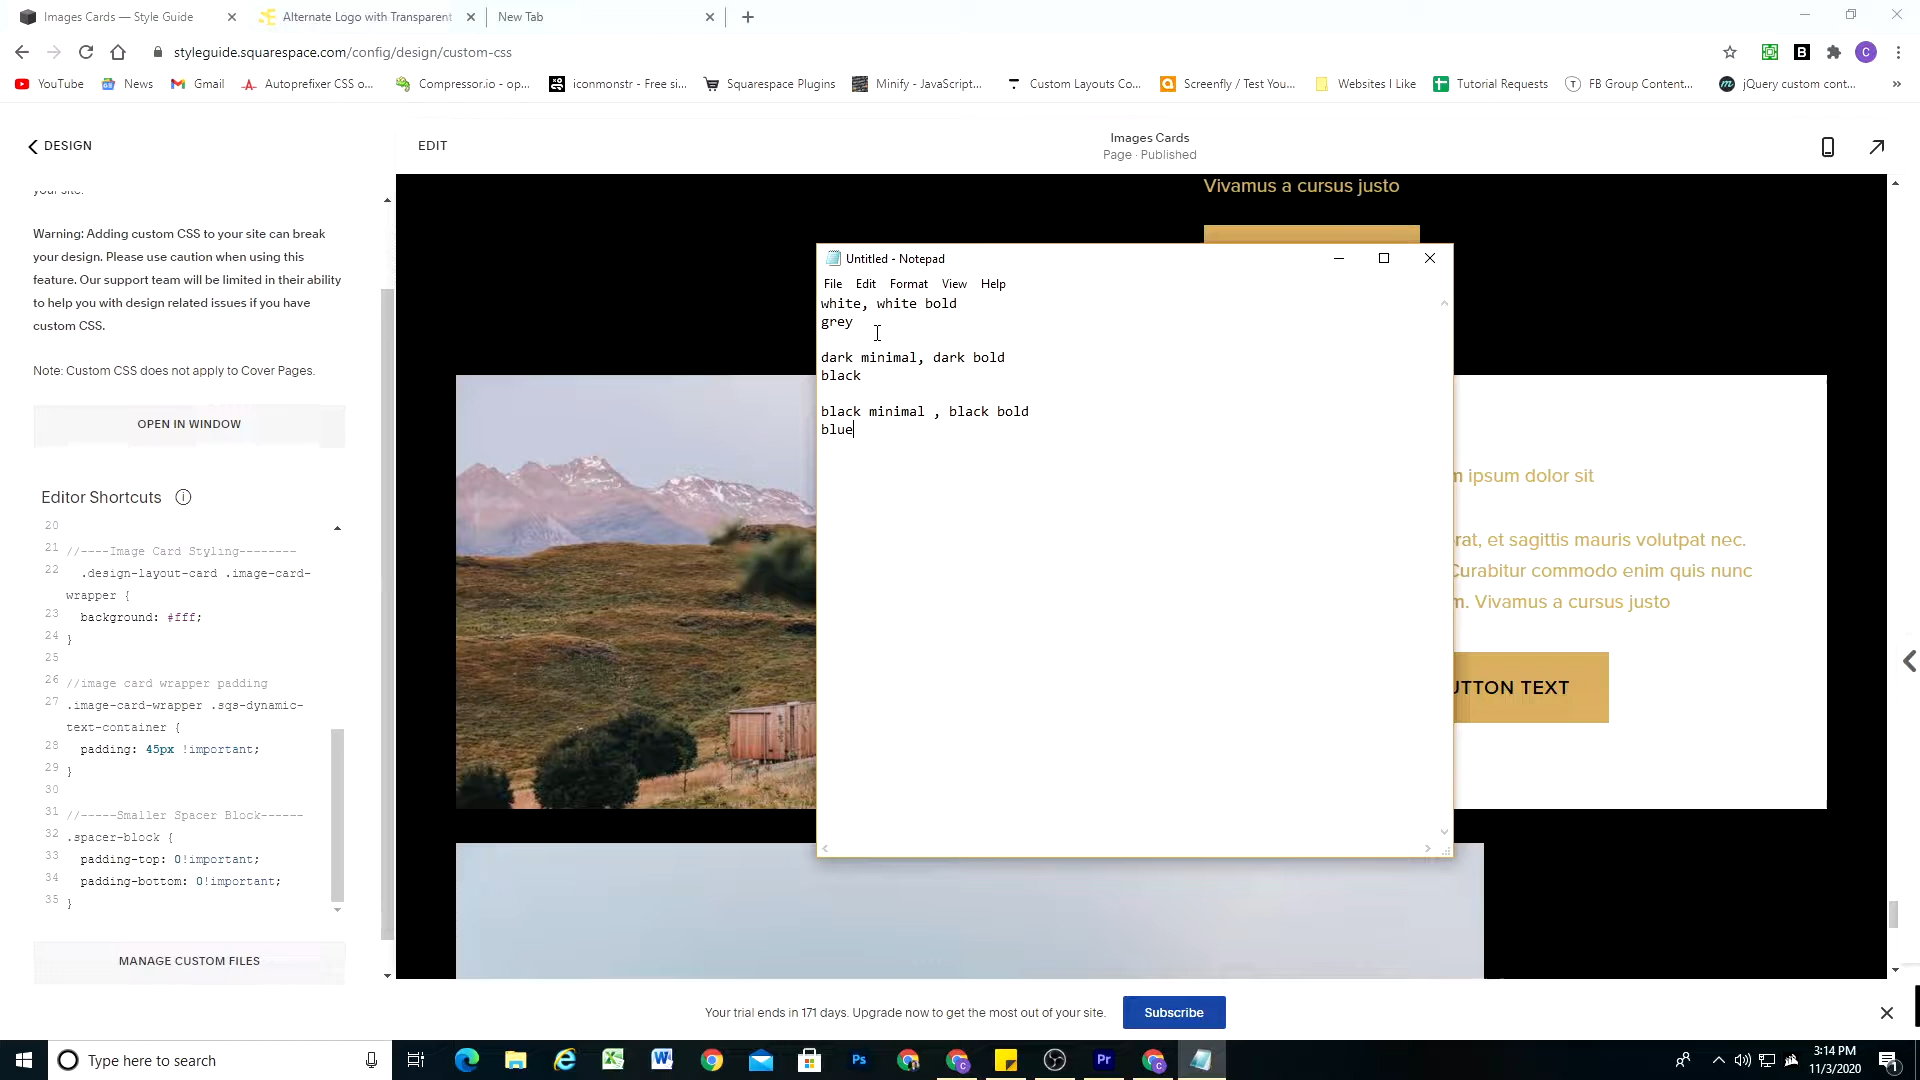 Images Cards — Style Guide
Alternate Logo with Transparent
New Tab
styleguide.squarespace.com/config/design/custom-css
C
YouTube
News
Gmail
Autoprefixer CSS o...
Compressor.io - op...
iconmonstr - Free si...
Squarespace Plugins
Minify - JavaScript...
Custom Layouts Co...
Screenfly / Test You...
Websites I Like
Tutorial Requests
FB Group Content...
jQuery custom cont...
DESIGN
EDIT
Images Cards
Page · Published
your site.
Warning: Adding custom CSS to your site can break
your design. Please use caution when using this
feature. Our support team will be limited in their ability
to help you with design related issues if you have
custom CSS.
Note: Custom CSS does not apply to Cover Pages.
OPEN IN WINDOW
Editor Shortcuts
20
21 //----Image Card Styling--------
22 .design-layout-card .image-card-
wrapper {
23 background: #fff;
24 }
25
26 //image card wrapper padding
27 .image-card-wrapper .sqs-dynamic-
text-container {
28 padding: 45px !important;
29 }
30
31 //-----Smaller Spacer Block------
32 .spacer-block {
33 padding-top: 0!important;
34 padding-bottom: 0!important;
35 }
MANAGE CUSTOM FILES
Vivamus a cursus justo
Untitled - Notepad
File Edit Format View Help
white, white bold
grey
dark minimal, dark bold
black
black minimal , black bold
blue
ipsum dolor sit
rat, et sagittis mauris volutpat nec.
Curabitur commodo enim quis nunc
m. Vivamus a cursus justo
UTTON TEXT
Your trial ends in 171 days. Upgrade now to get the most out of your site.
Subscribe
Type here to search
3:14 PM
11/3/2020